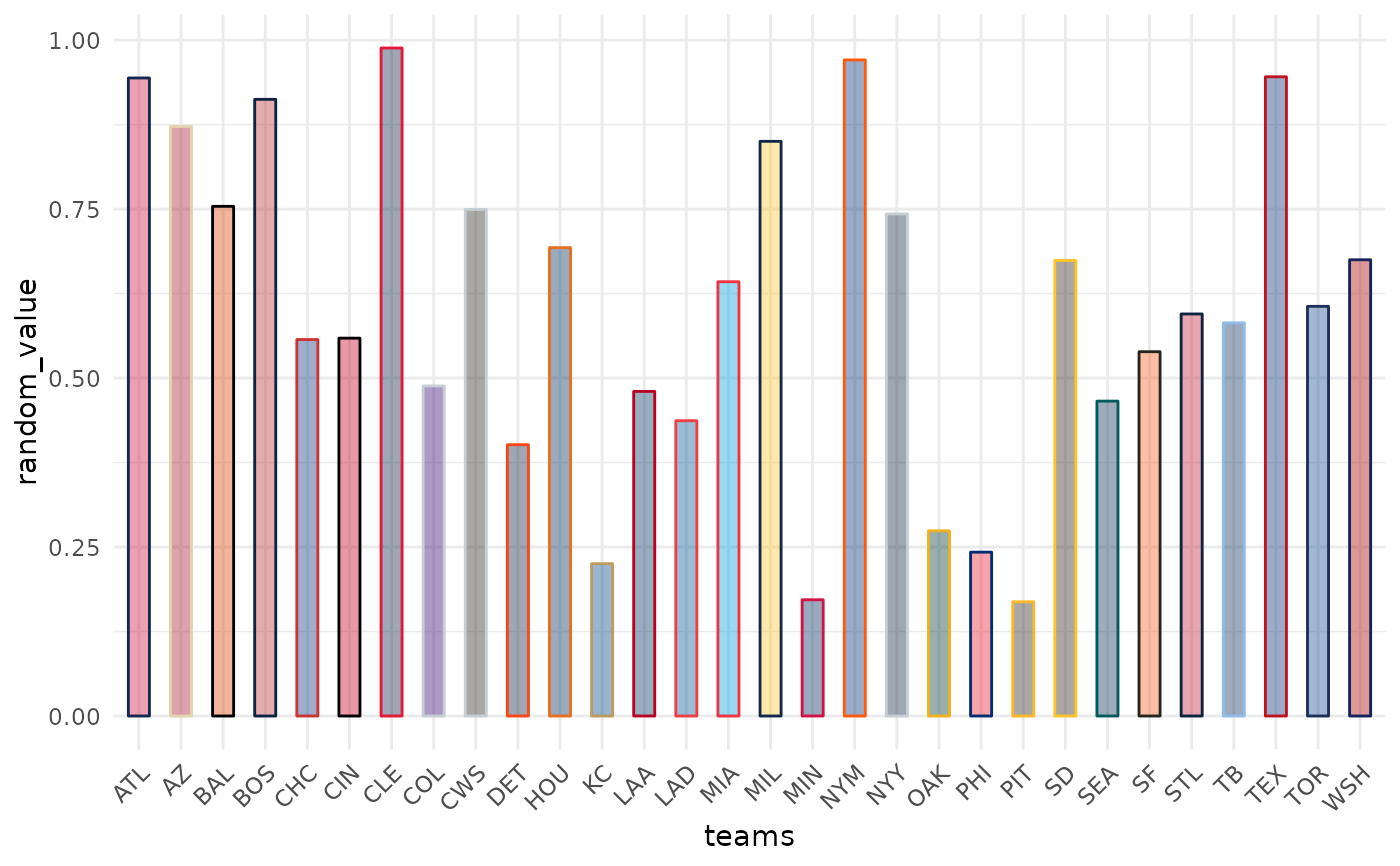 random_value
1.00
0.75
0.50
0.25
0.00
ATL AZ BAL BOS CHC CIN CLE COL CWS DET HOU KC LAA LAD MIA MIL MIN NYM NYY OAK PHI PIT SD SEA SF STL TB TEX TOR WSH
teams